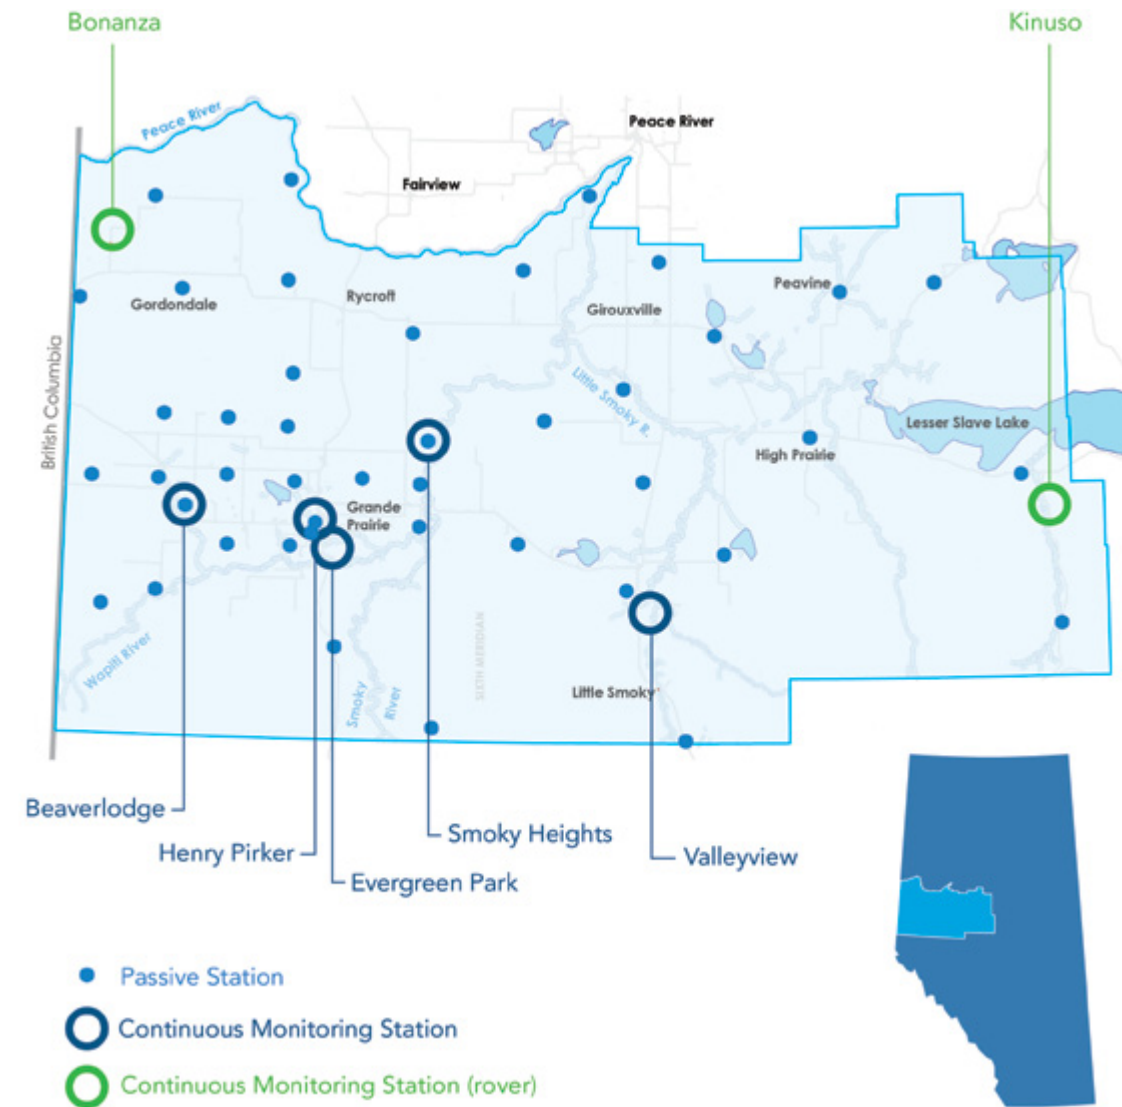 Bonanza
Kinuso
Peace River
Peace River
Fairview
Peavine
Gordondale
Rycroft
Girouxville
British Columbia
Little Smoky R.
Lesser Slave Lake
High Prairie
Grande
Prairie
SIXTH MERIDIAN
Wapiti River
Smoky
River
Little Smoky
Beaverlodge
Henry Pirker
Evergreen Park
Smoky Heights
Valleyview
Passive Station
Continuous Monitoring Station
Continuous Monitoring Station (rover)